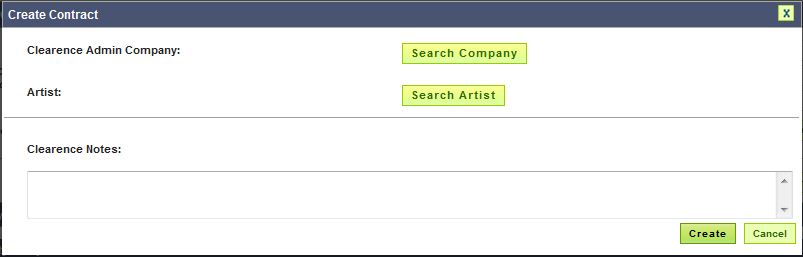 Create Contract X
Clearence Admin Company: Search Company
Artist: Search Artist
Clearence Notes:
Create Cancel